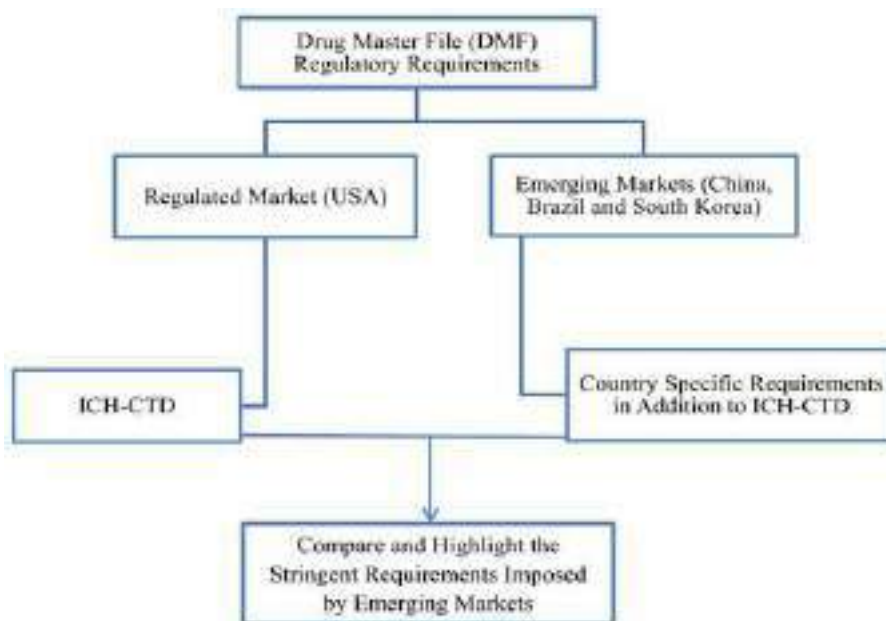 Drug Master File (DMF)
Regulatory Requirements
Regulated Market (USA)
Emerging Markets (China,
Brazil and South Korea)
ICH-CTD
Country Specific Requirements
in Addition to ICH-CTD
Compare and Highlight the
Stringent Requirements Imposed
by Emerging Markets